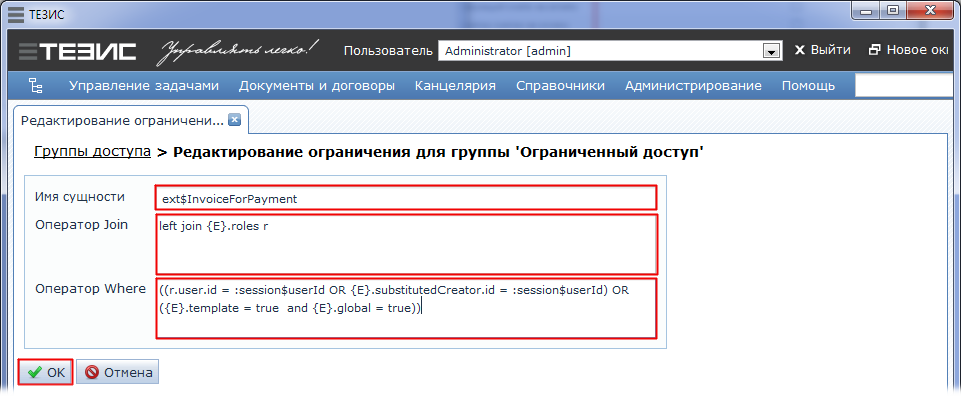 ТЕЗИС
ТЕЗИС Управлять легко! Пользователь Administrator [admin] Выйти Новое окн
Управление задачами Документы и договоры Канцелярия Справочники Администрирование Помощь
Редактирование ограничени...
Группы доступа > Редактирование ограничения для группы 'Ограниченный доступ'
Имя сущности ext$InvoiceForPayment
Оператор Join left join {E}.roles r
Оператор Where ((r.user.id = :session$userId OR {E}.substitutedCreator.id = :session$userId) OR
({E}.template = true and {E}.global = true))
OK Отмена